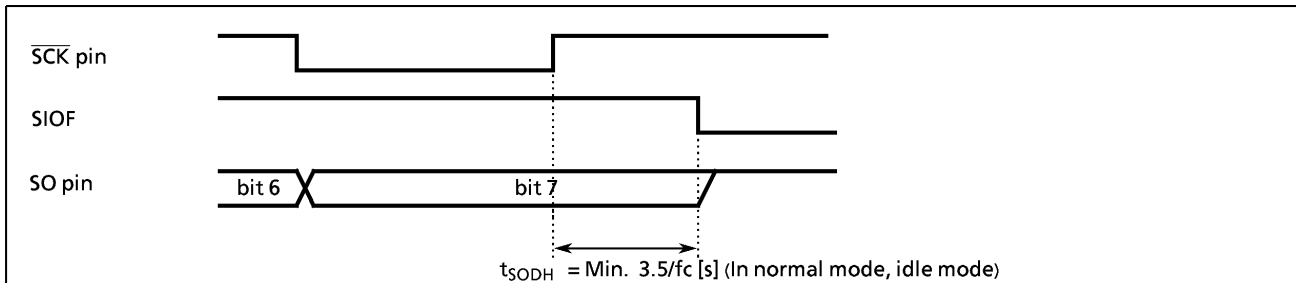 SCK pin
SIOF
SO pin
bit 6
bit 7
tSODH = Min. 3.5/fc [s] (In normal mode, idle mode)